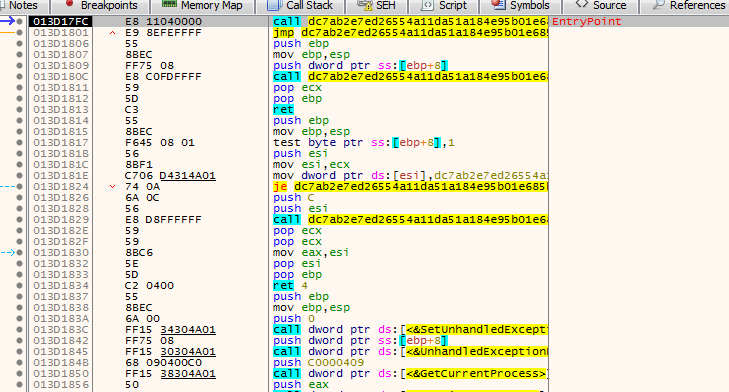 Notes Breakpoints Memory Map Call Stack SEH Script Symbols Source References
013D17FC E8 11040000 call dc7ab2e7ed26554a11da51a184e95b01e68 EntryPoint
013D1801 E9 8EFEFFFF jmp dc7ab2e7ed26554a11da51a184e95b01e685
013D1806 55 push ebp
013D1807 8BEC mov ebp,esp
013D1809 FF75 08 push dword ptr ss:[ebp+8]
013D180C E8 C0FDFFFF call dc7ab2e7ed26554a11da51a184e95b01e68
013D1811 59 pop ecx
013D1812 5D pop ebp
013D1813 C3 ret
013D1814 55 push ebp
013D1815 8BEC mov ebp,esp
013D1817 F645 08 01 test byte ptr ss:[ebp+8],1
013D181B 56 push esi
013D181C 8BF1 mov esi,ecx
013D181E C706 D4314A01 mov dword ptr ds:[esi],dc7ab2e7ed26554a
013D1824 74 0A je dc7ab2e7ed26554a11da51a184e95b01e685
013D1826 6A 0C push C
013D1828 56 push esi
013D1829 E8 D8FFFFFF call dc7ab2e7ed26554a11da51a184e95b01e68
013D182E 59 pop ecx
013D182F 59 pop ecx
013D1830 8BC6 mov eax,esi
013D1832 5E pop esi
013D1833 5D pop ebp
013D1834 C2 0400 ret 4
013D1837 55 push ebp
013D1838 8BEC mov ebp,esp
013D183A 6A 00 push 0
013D183C FF15 34304A01 call dword ptr ds:[<&SetUnhandledExcepti
013D1842 FF75 08 push dword ptr ss:[ebp+8]
013D1845 FF15 30304A01 call dword ptr ds:[<&UnhandledException
013D184B 68 090400C0 push C0000409
013D1850 FF15 38304A01 call dword ptr ds:[<&GetCurrentProcess>]
013D1856 50 push eax